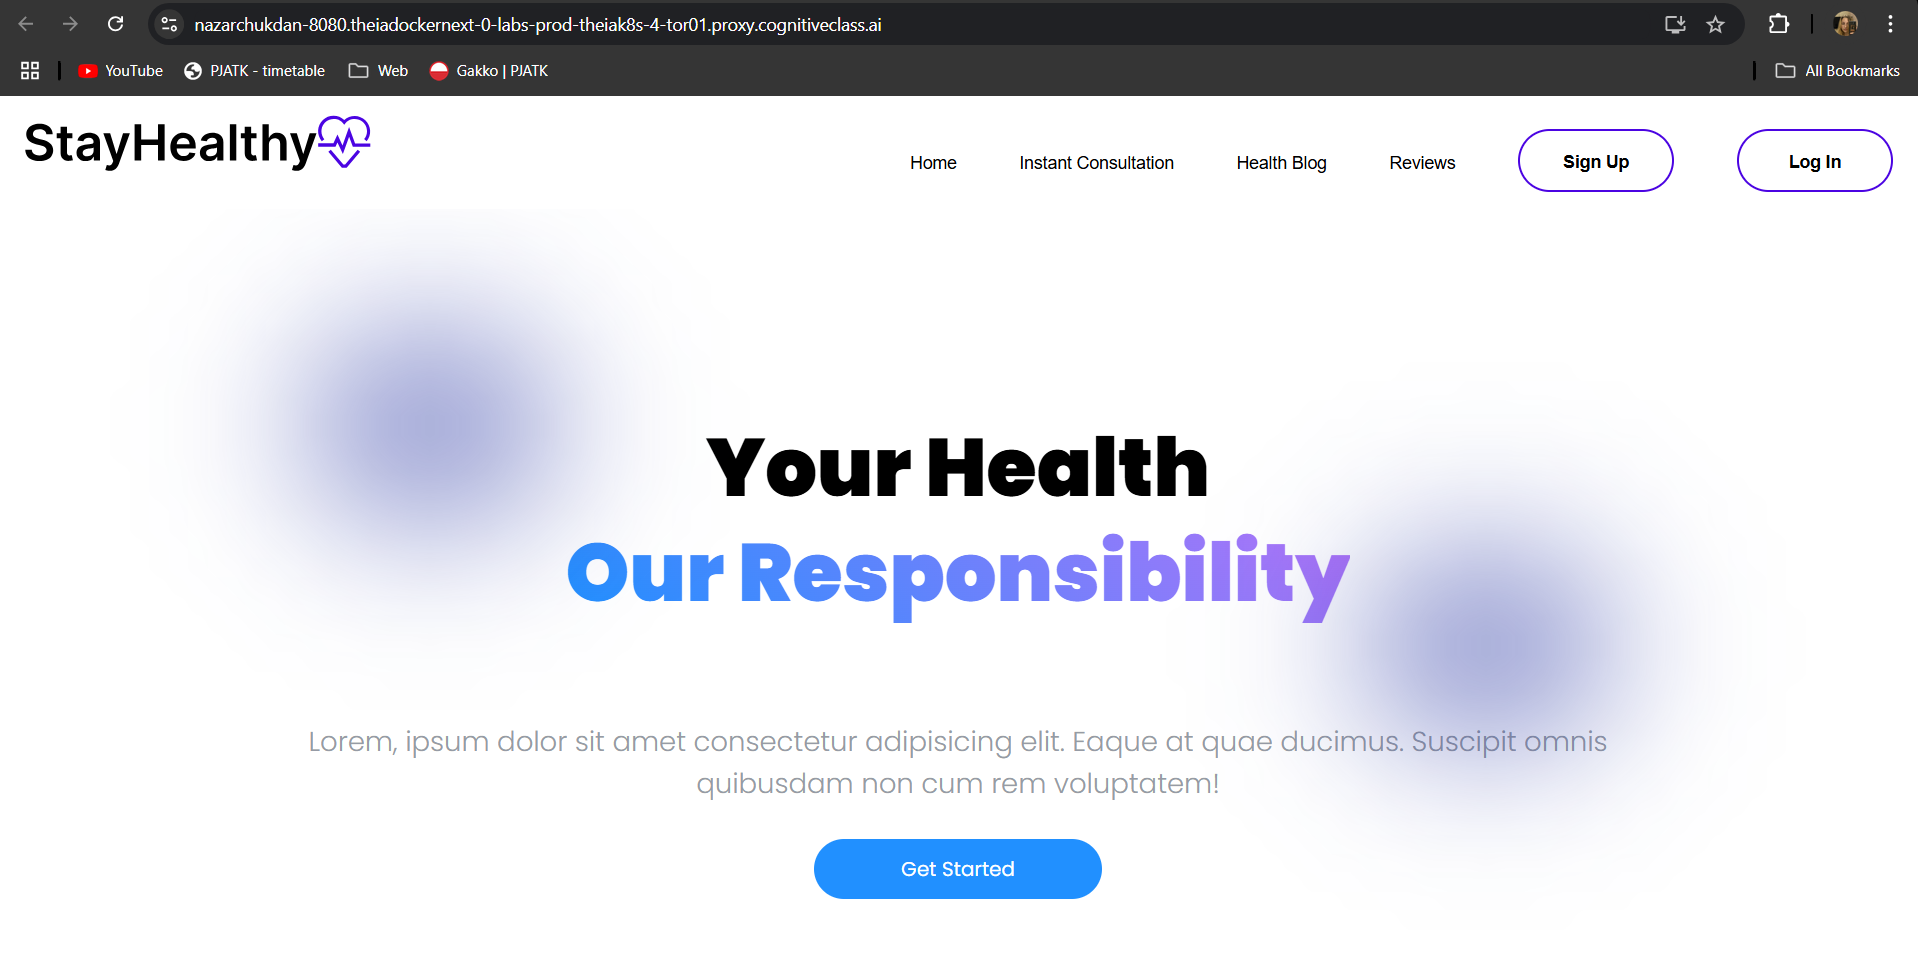 nazarchukdan-8080.theiadockernext-0-labs-prod-theiak8s-4-tor01.proxy.cognitiveclass.ai
YouTube PJATK - timetable Web Gakko | PJATK All Bookmarks
StayHealthy
Home Instant Consultation Health Blog Reviews Sign Up Log In
Your Health
Our Responsibility
Lorem, ipsum dolor sit amet consectetur adipisicing elit. Eaque at quae ducimus. Suscipit omnis
quibusdam non cum rem voluptatem!
Get Started